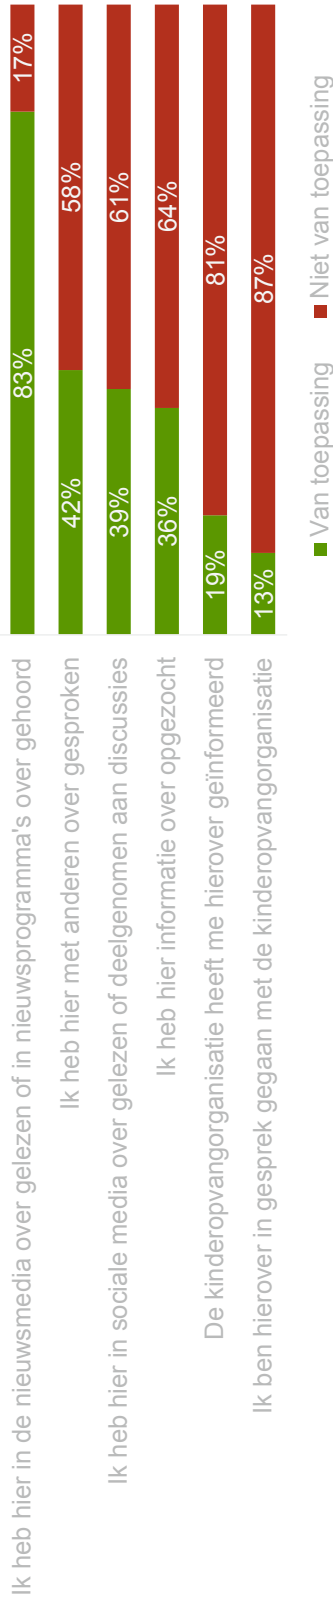 Ik heb hier in de nieuwsmedia over gelezen of in nieuwsprogramma's over gehoord
83%
17%
Ik heb hier met anderen over gesproken
42%
58%
Ik heb hier in sociale media over gelezen of deelgenomen aan discussies
39%
61%
Ik heb hier informatie over opgezocht
36%
64%
De kinderopvangorganisatie heeft me hierover geïnformeerd
19%
81%
Ik ben hierover in gesprek gegaan met de kinderopvangorganisatie
13%
87%
Van toepassing
Niet van toepassing